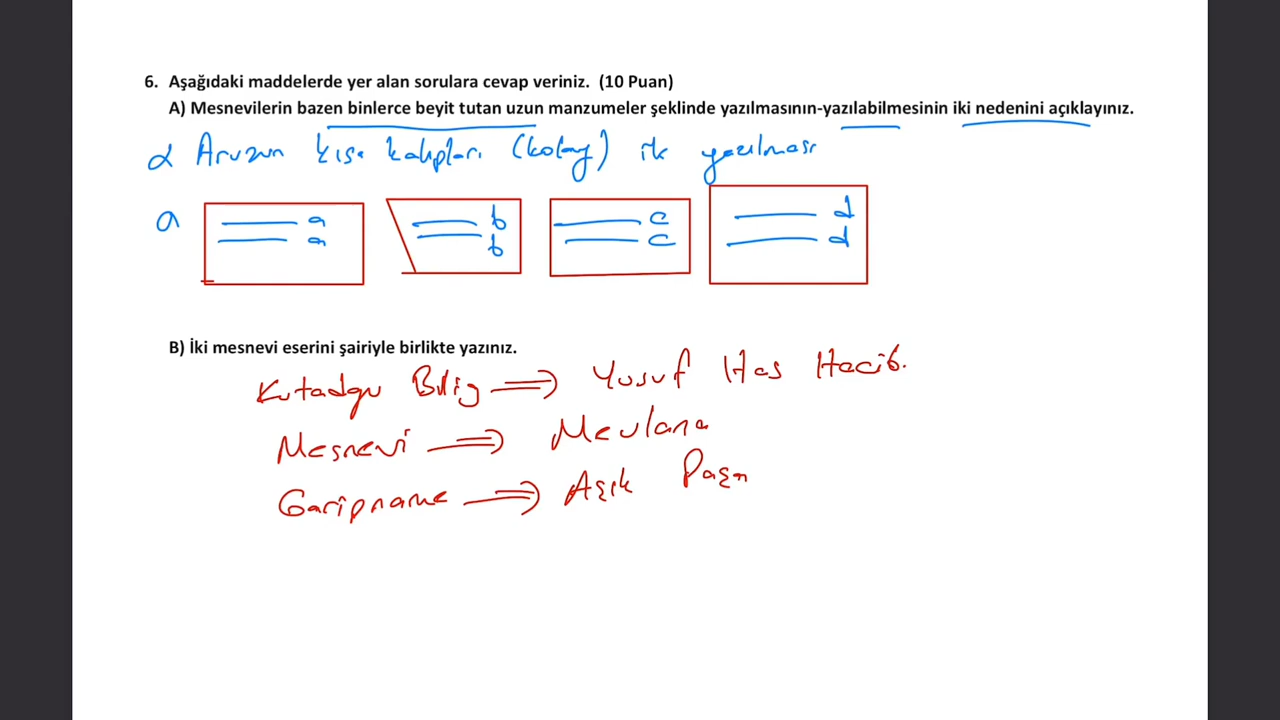 6. Aşağıdaki maddelerde yer alan sorulara cevap veriniz. (10 Puan)
A) Mesnevilerin bazen binlerce beyit tutan uzun manzumeler şeklinde yazılmasının-yazılabilmesinin iki nedenini açıklayınız.
Aruzun kısa kalıpları (kolay) ik yazılması
a a b c d
a b c d
B) İki mesnevi eserini şairiyle birlikte yazınız.
Kutadgu Bilig ⇒ Yusuf Has Hacib.
Mesnevi ⇒ Mevlana
Garipname ⇒ Aşık Paşa